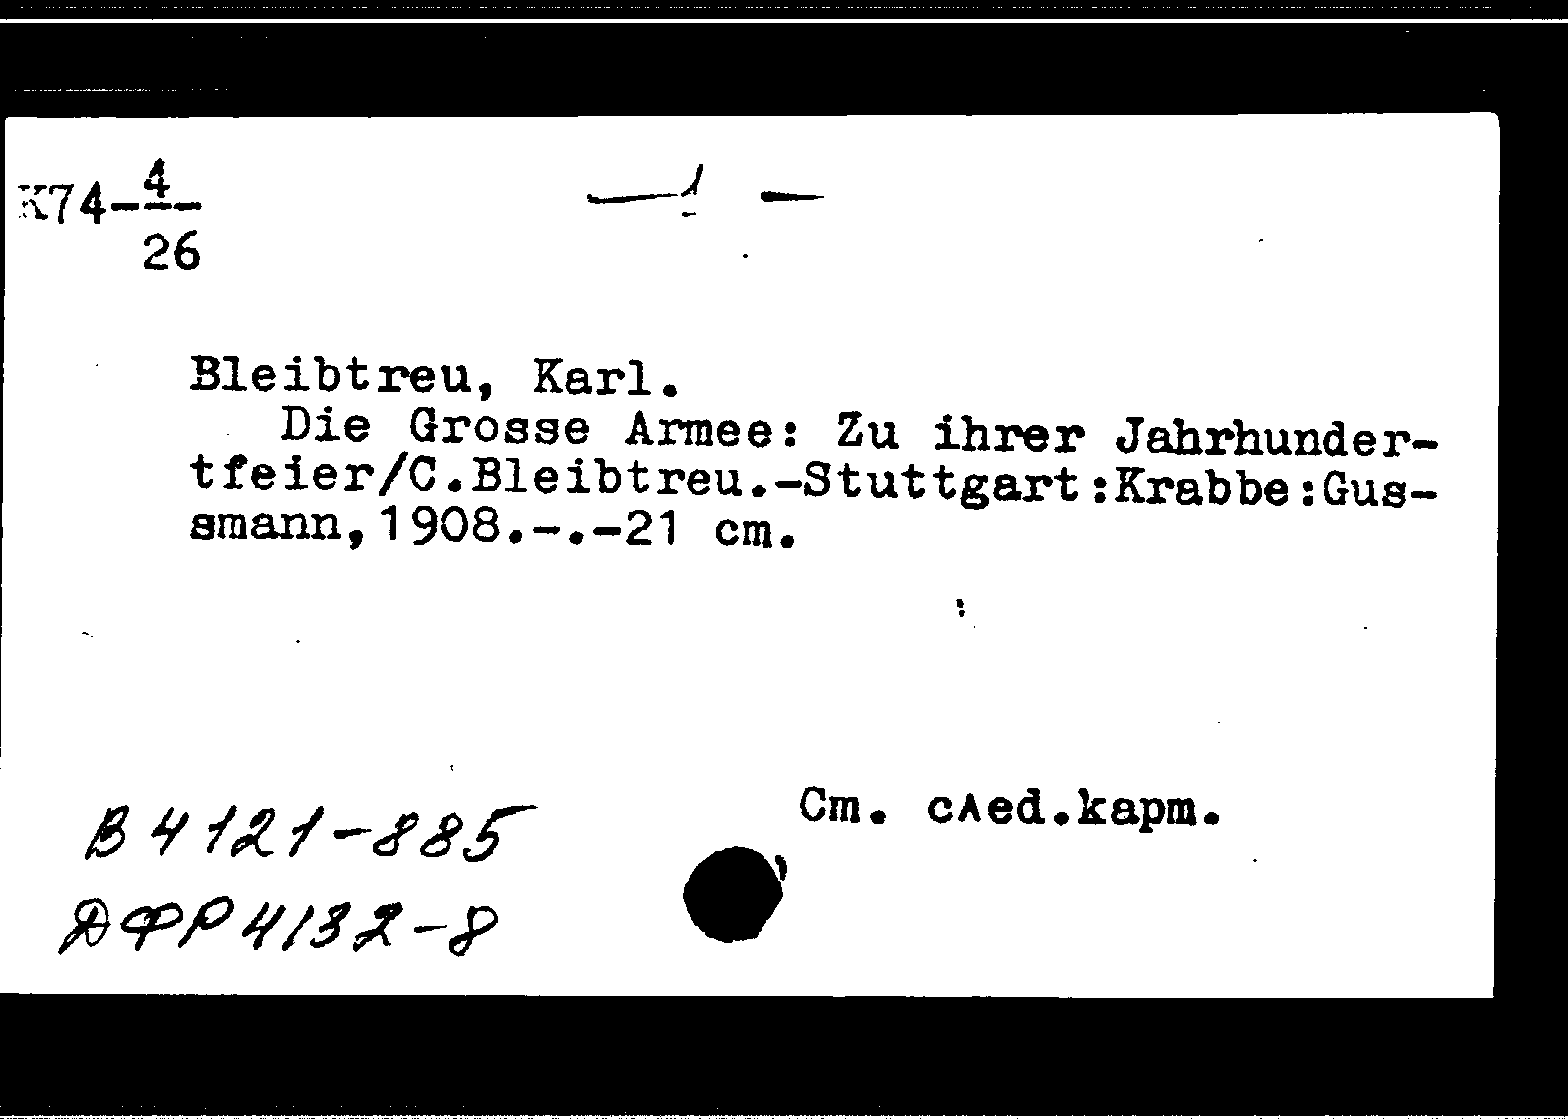 K74-4/26
— 1 —
Bleibtreu, Karl.
Die Grosse Armee: Zu ihrer Jahrhunder-
tfeier/C.Bleibtreu.-Stuttgart:Krabbe:Gus-
smann,1908.-.-21 cm.
Cm. cлed.kapm.
В 4121-885
ДФР 4132-8